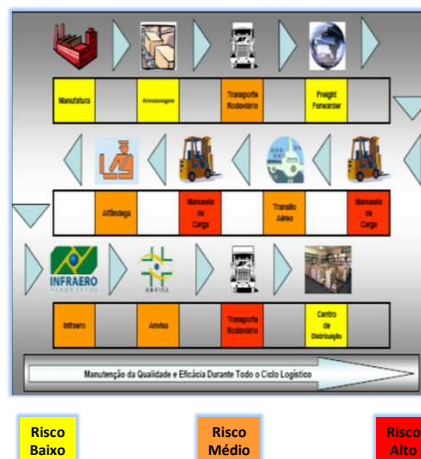 Manufatura
Armazenagem
Transporte
Rodoviário
Freight
Forwarder
Alfândega
Manuseio
de
Carga
Transito
Aéreo
Manuseio
de
Carga
INFRAERO
ANVISA
Infraero
Anvisa
Transporte
Rodoviário
Centro
de
Distribuição
Manutenção da Qualidade e Eficácia Durante Todo o Ciclo Logístico
Risco
Baixo
Risco
Médio
Risco
Alto